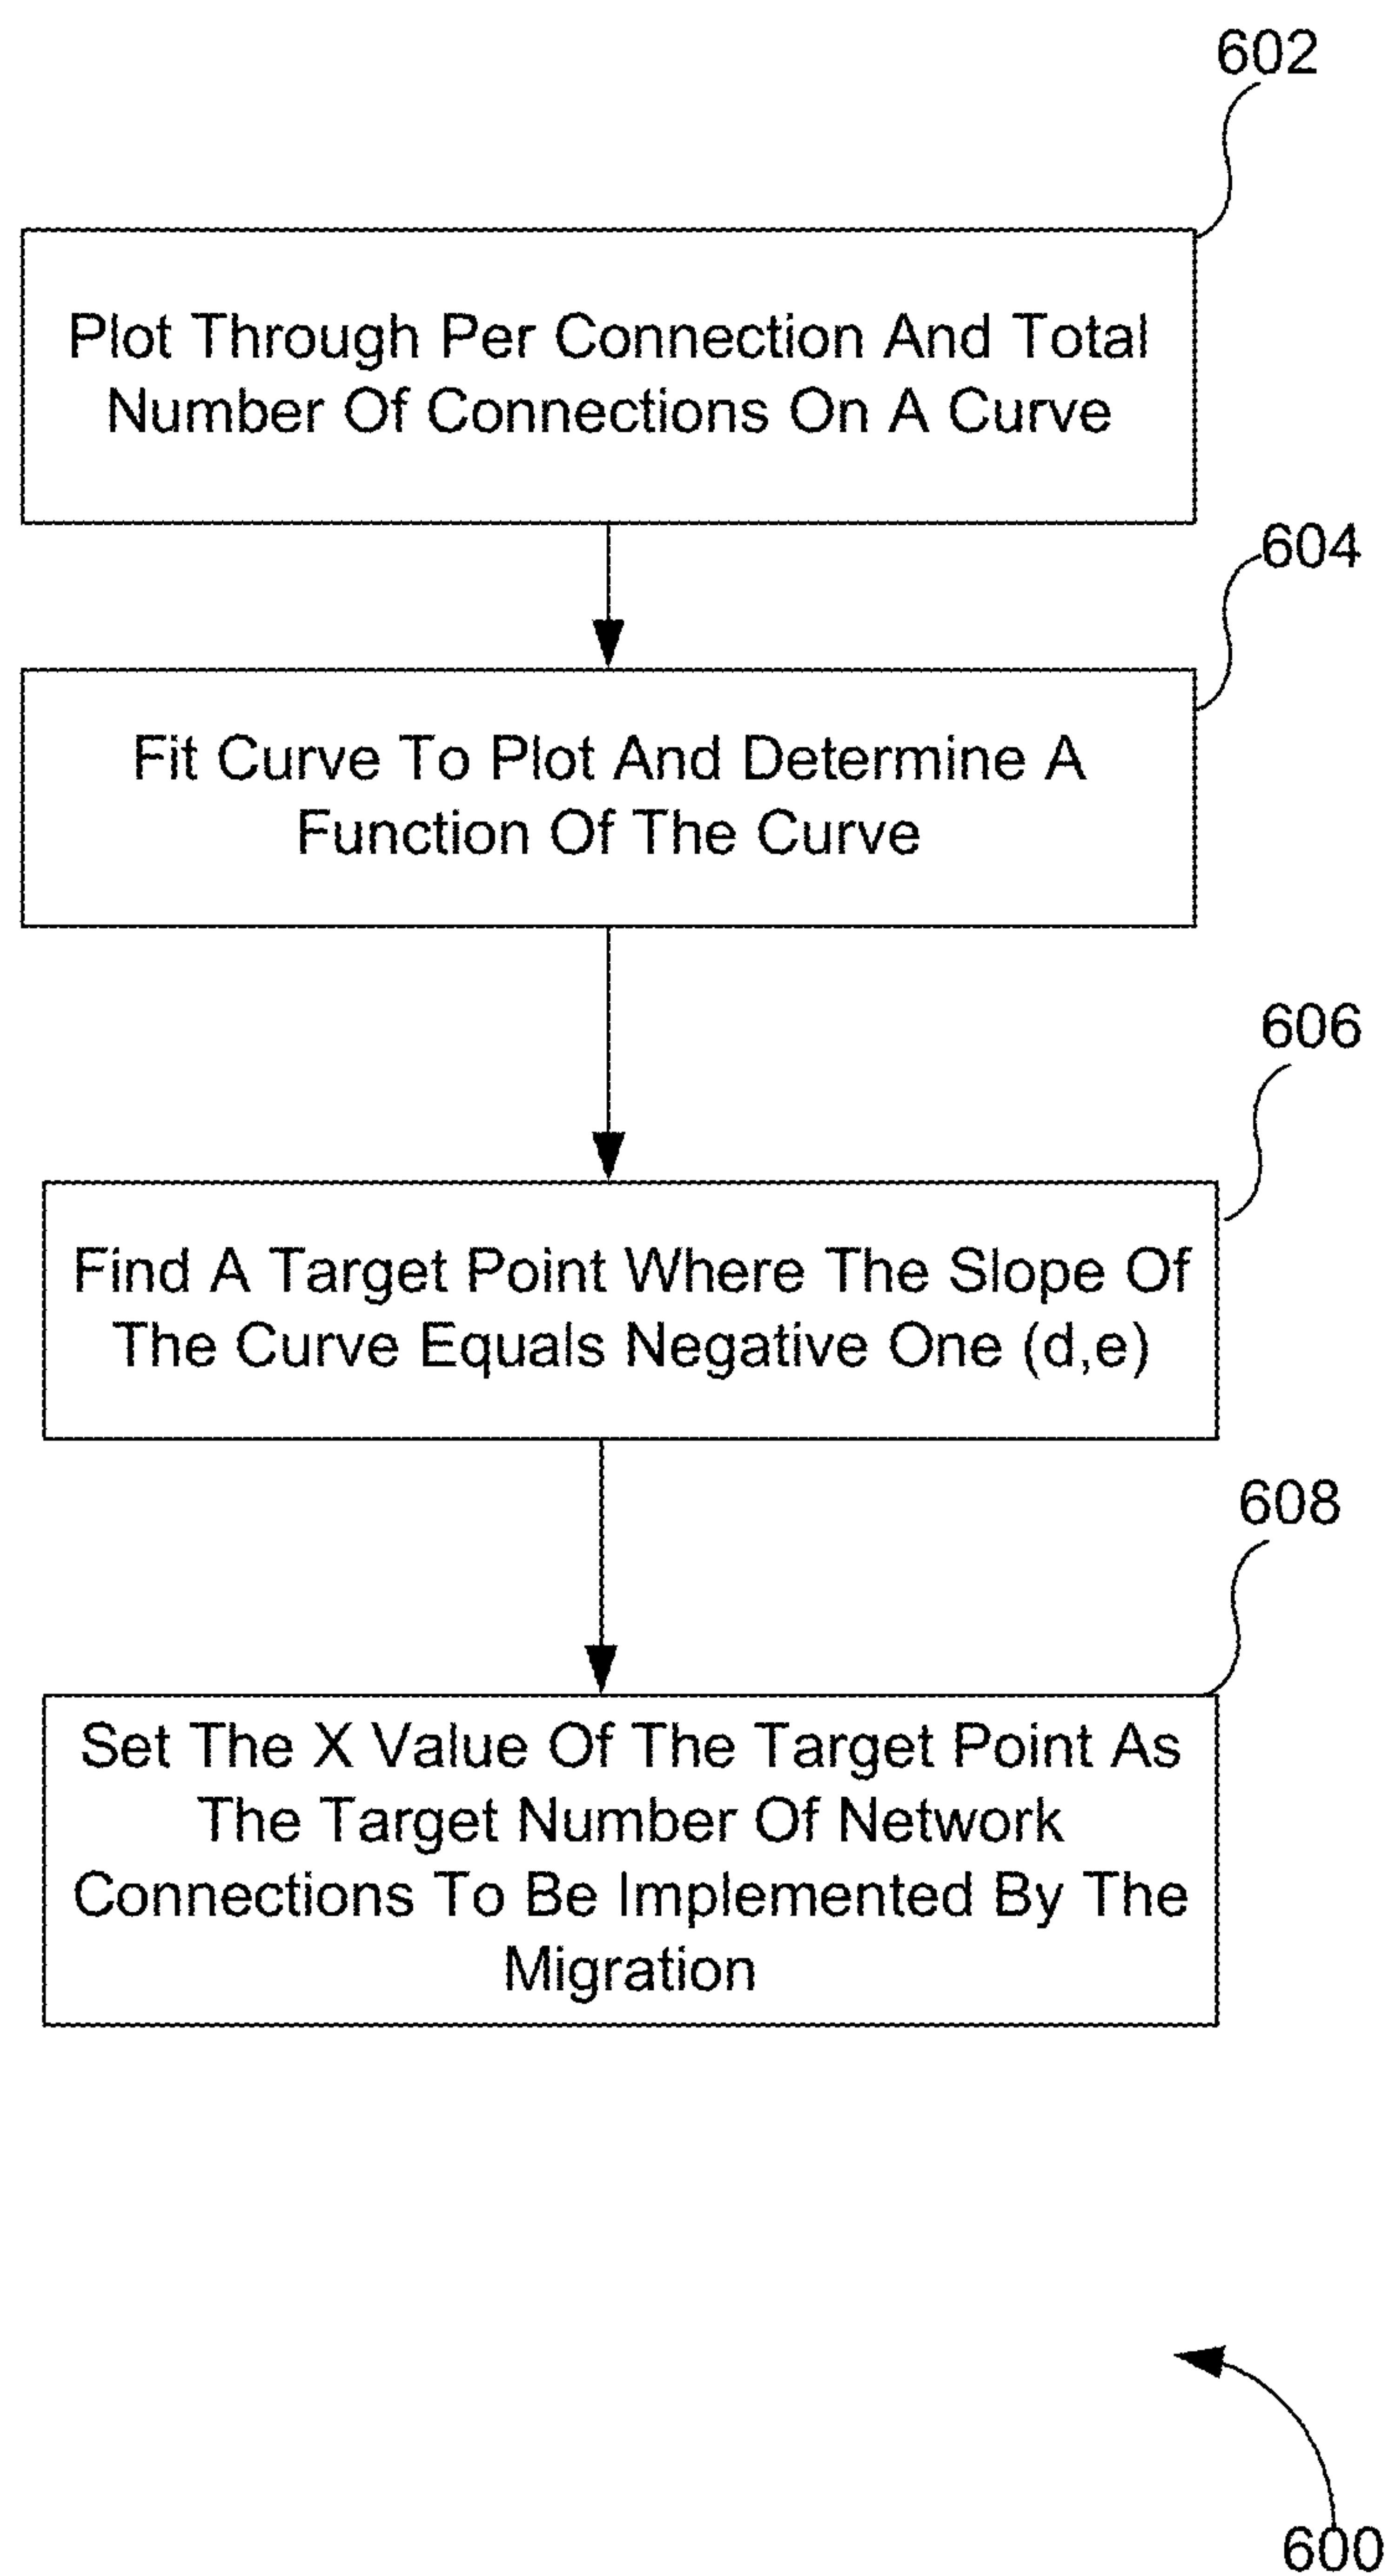 602
Plot Through Per Connection And Total
Number Of Connections On A Curve
604
Fit Curve To Plot And Determine A
Function Of The Curve
606
Find A Target Point Where The Slope Of
The Curve Equals Negative One (d,e)
608
Set The X Value Of The Target Point As
The Target Number Of Network
Connections To Be Implemented By The
Migration
600